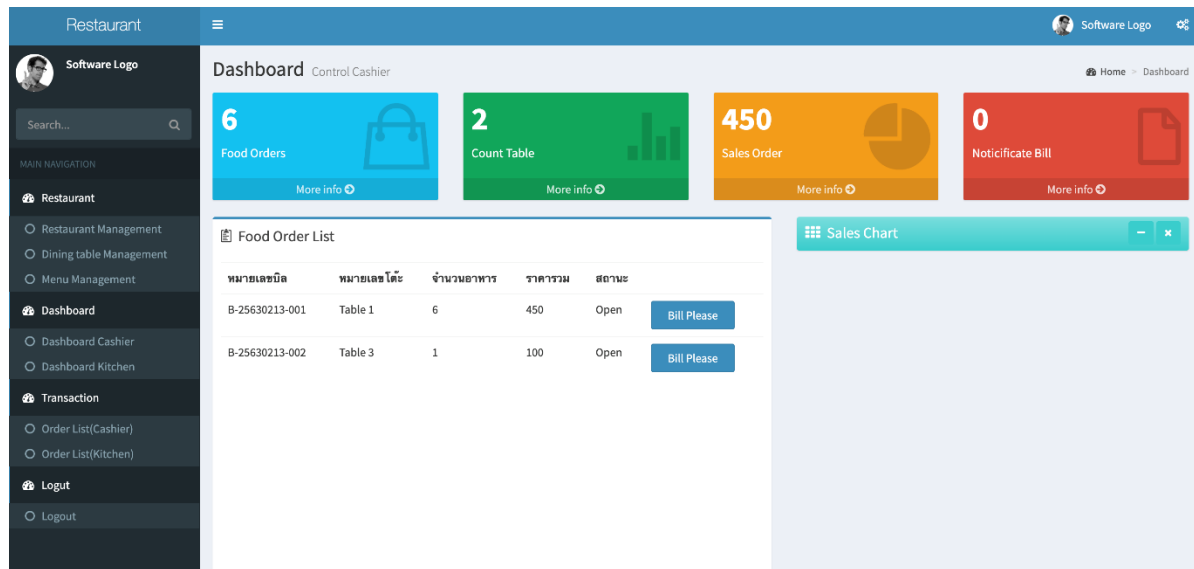 Restaurant
Software Logo
Software Logo
Search...
MAIN NAVIGATION
Restaurant
Restaurant Management
Dining table Management
Menu Management
Dashboard
Dashboard Cashier
Dashboard Kitchen
Transaction
Order List(Cashier)
Order List(Kitchen)
Logut
Logout
Dashboard Control Cashier
Home > Dashboard
6
Food Orders
More info
2
Count Table
More info
450
Sales Order
More info
0
Noticificate Bill
More info
Food Order List
หมายเลขบิล หมายเลขโต๊ะ จำนวนอาหาร ราคารวม สถานะ
B-25630213-001 Table 1 6 450 Open Bill Please
B-25630213-002 Table 3 1 100 Open Bill Please
Sales Chart